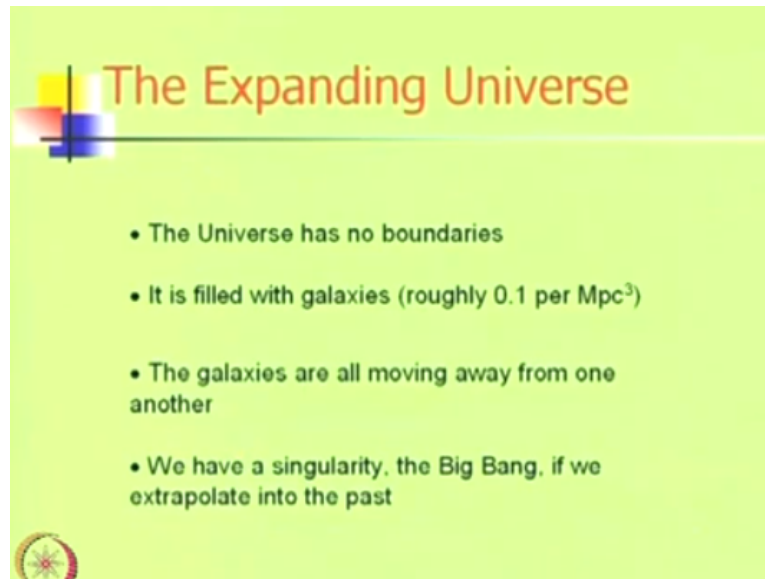 The Expanding Universe
• The Universe has no boundaries
• It is filled with galaxies (roughly 0.1 per Mpc³)
• The galaxies are all moving away from one
another
• We have a singularity, the Big Bang, if we
extrapolate into the past